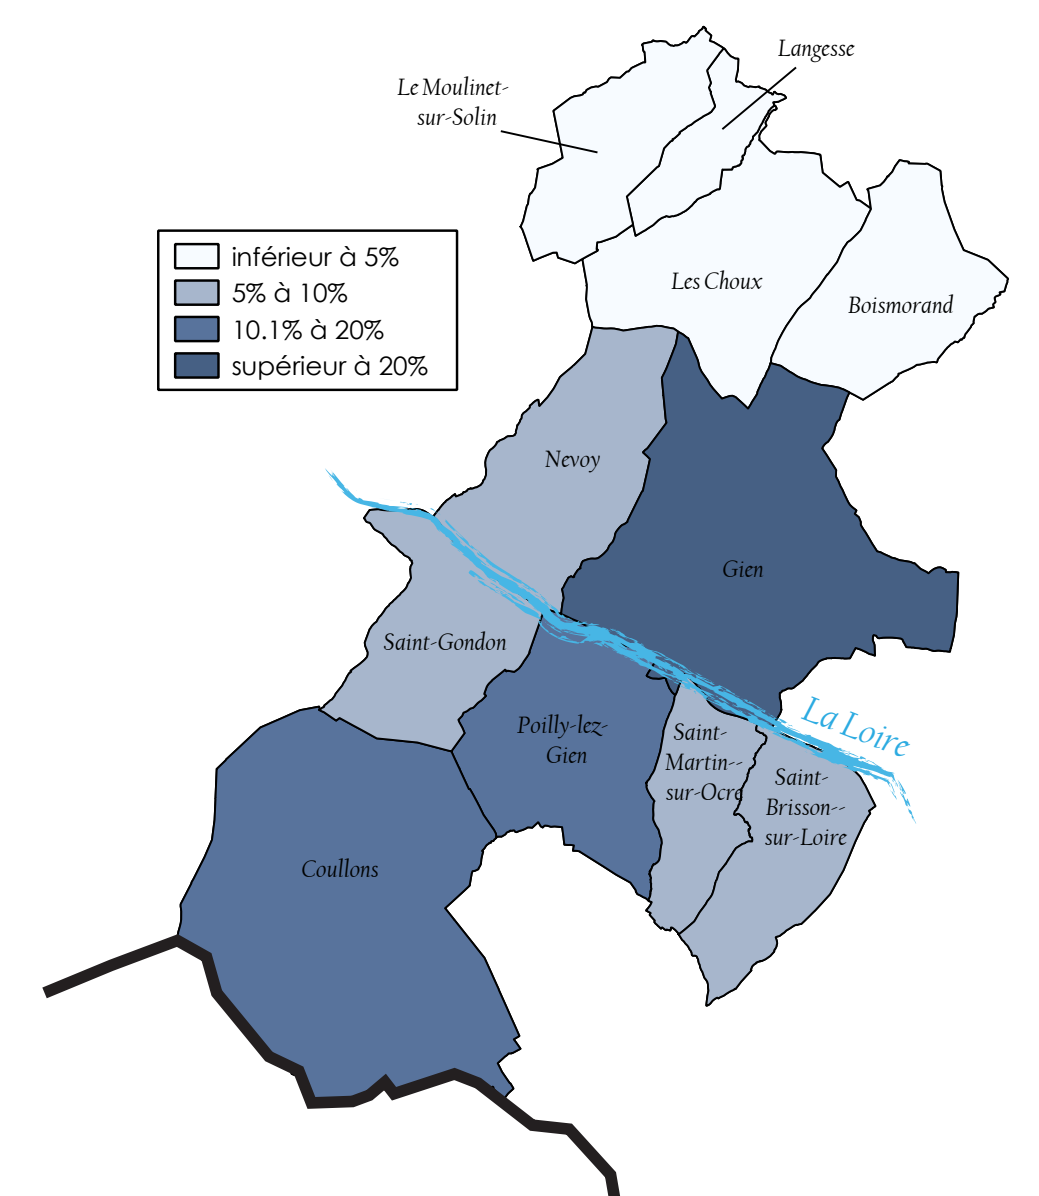 Langesse
Le Moulinet-
sur-Solin
inférieur à 5%
5% à 10%
10.1% à 20%
supérieur à 20%
Les Choux
Boismorand
Nevoy
Gien
Saint-Gondon
La Loire
Poilly-lez-
Gien
Saint-
Martin--
sur-Ocre
Saint-
Brisson--
sur-Loire
Coullons